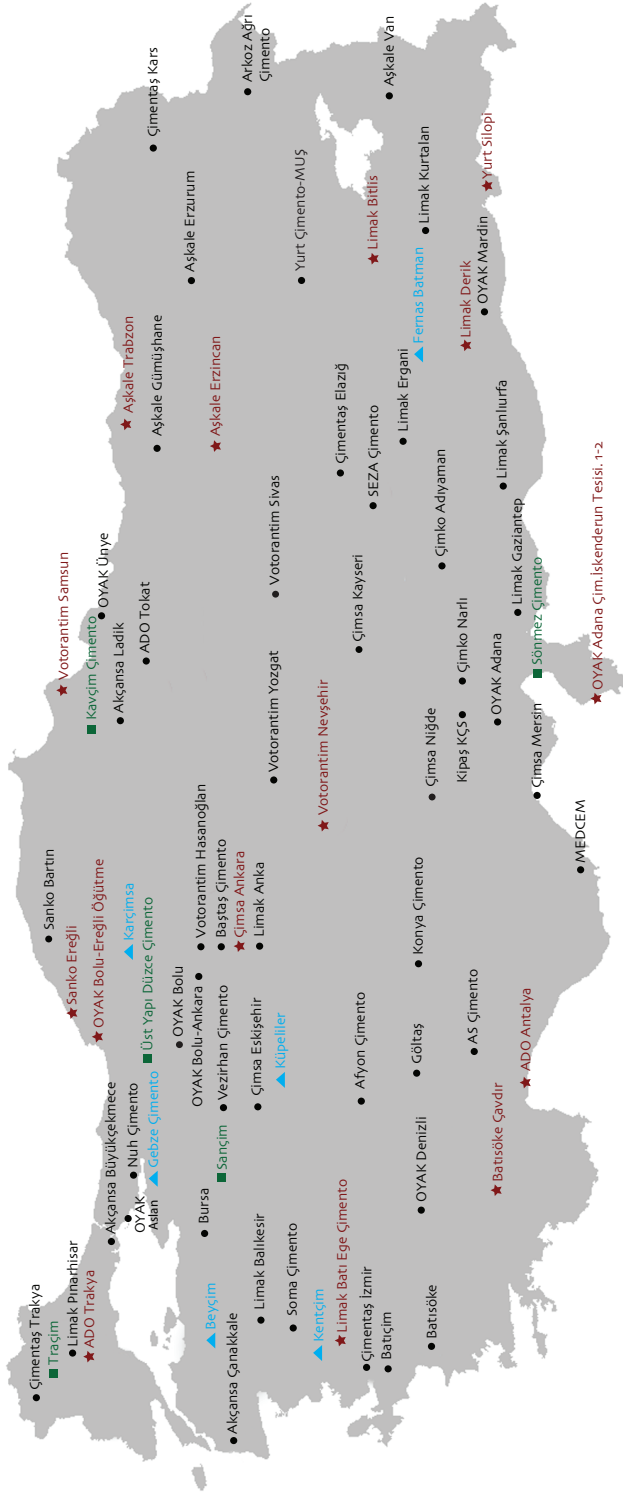 Çimentaş Trakya
Traçim
Limak Pınarhisar
ADO Trakya
Akçansa Büyükçekmece
OYAK
Aslan
Nuh Çimento
Gebze Çimento
Bursa
Beyçim
Akçansa Çanakkale
Limak Balıkesir
Soma Çimento
Kentçim
Limak Batı Ege Çimento
Çimentaş İzmir
Batıçim
Batısöke
OYAK Denizli
Batısöke Çavdır
Sançim
Vezirhan Çimento
Çimsa Eskişehir
Küpeliler
Afyon Çimento
Göltaş
AS Çimento
ADO Antalya
Sanko Bartın
Sanko Ereğli
OYAK Bolu-Ereğli Öğütme
Karçimsa
Üst Yapı Düzce Çimento
OYAK Bolu
OYAK Bolu-Ankara
Votorantim Hasanoğlan
Baştaş Çimento
Çimsa Ankara
Limak Anka
Konya Çimento
MEDCEM
Votorantim Samsun
Kavçim Çimento
OYAK Ünye
Akçansa Ladik
ADO Tokat
Votorantim Yozgat
Votorantim Sivas
Votorantim Nevşehir
Çimsa Kayseri
Çimsa Niğde
Kipaş KÇS
Çimko Narlı
OYAK Adana
Çimsa Mersin
Sönmez Çimento
OYAK Adana Çim.İskenderun Tesisi. 1-2
Limak Gaziantep
Çimko Adıyaman
Limak Şanlıurfa
SEZA Çimento
Çimentaş Elazığ
Limak Ergani
Aşkale Trabzon
Aşkale Gümüşhane
Aşkale Erzincan
Aşkale Erzurum
Çimentaş Kars
Arkoz Ağrı
Çimento
Yurt Çimento-MUŞ
Limak Bitlis
Aşkale Van
Fernas Batman
Limak Kurtalan
Limak Derik
OYAK Mardin
Yurt Silopi